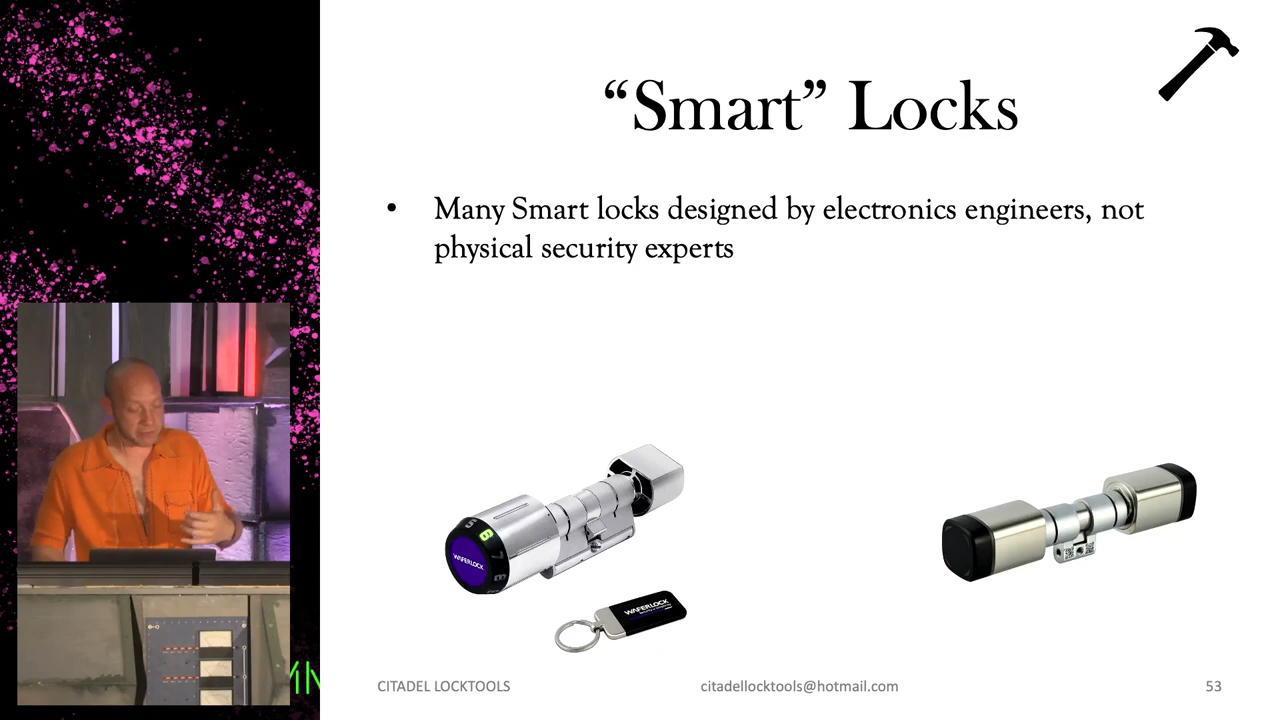 “Smart” Locks
• Many Smart locks designed by electronics engineers, not
physical security experts
WAFERLOCK
WAFERLOCK
CITADEL LOCKTOOLS
citadellocktools@hotmail.com
53